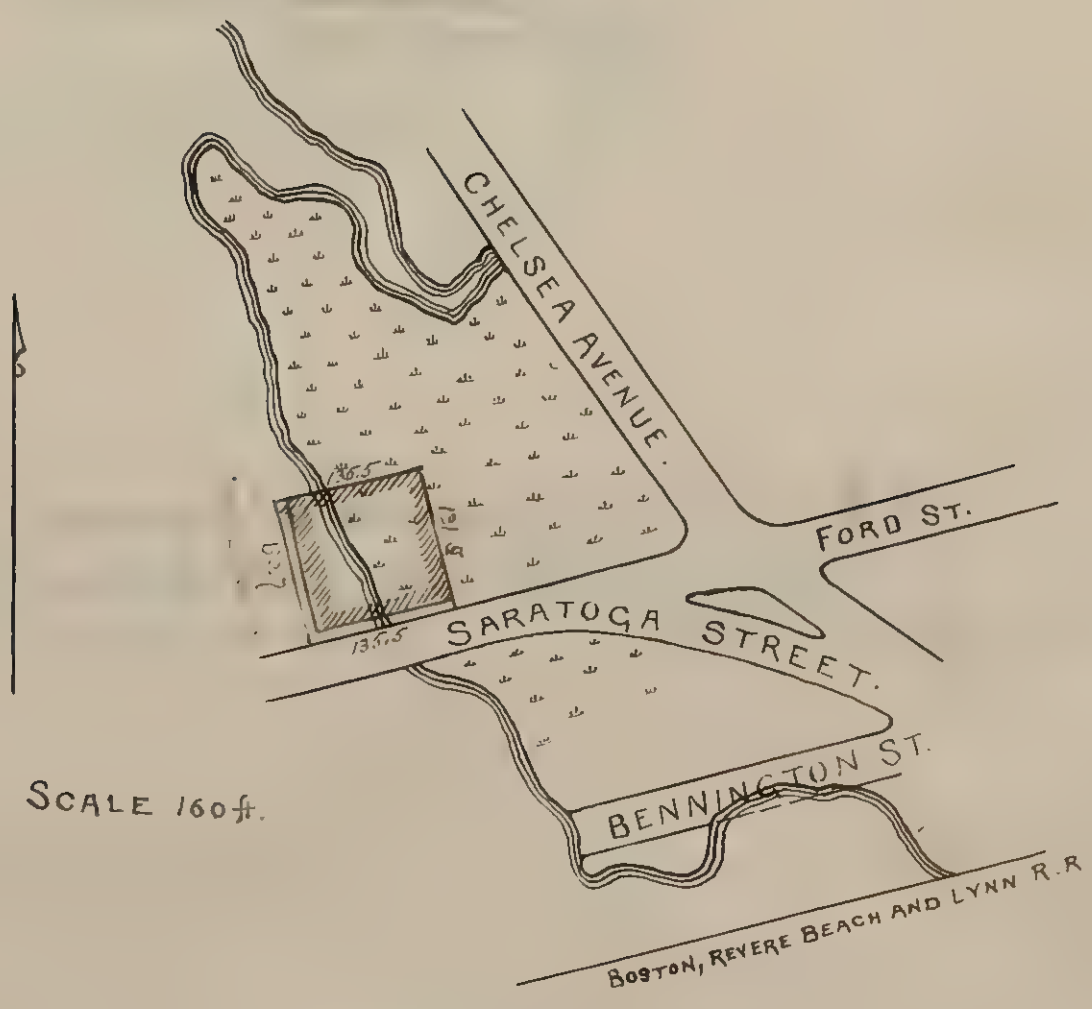 CHELSEA AVENUE.
FORD ST.
136.5
135.5
SARATOGA STREET.
BENNINGTON ST.
SCALE 160 ft.
BOSTON, REVERE BEACH AND LYNN R.R